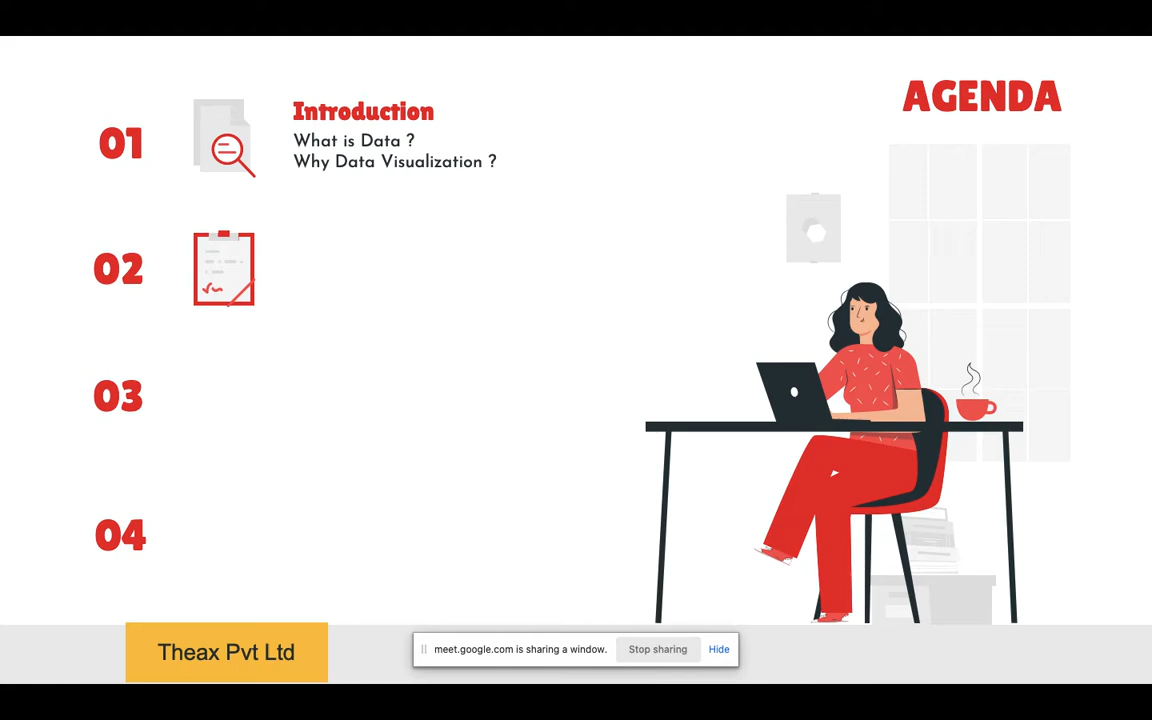 AGENDA
01
Introduction
What is Data ?
Why Data Visualization ?
02
03
04
Theax Pvt Ltd
meet.google.com is sharing a window.
Stop sharing
Hide